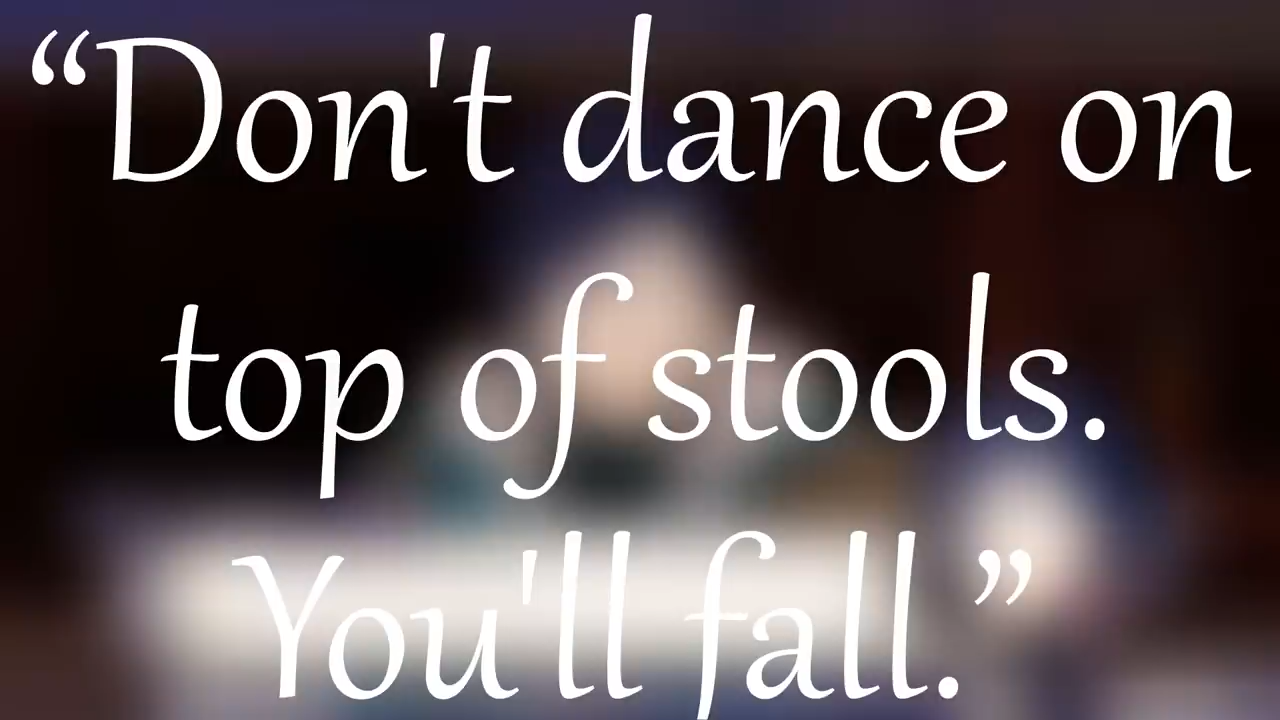 “Don't dance on
top of stools.
You'll fall.”